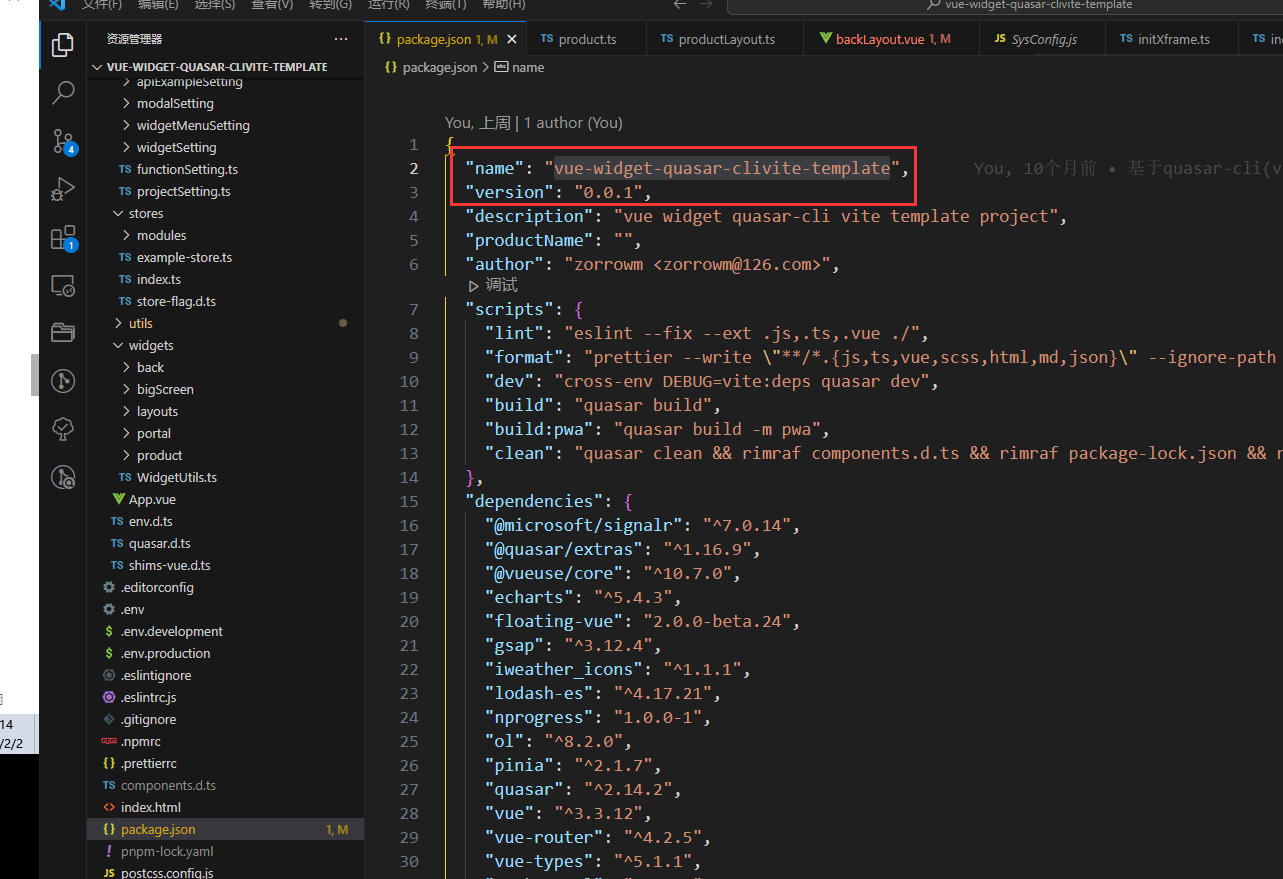 文件(F) 编辑(E) 选择(S) 查看(V) 转到(G) 运行(R) 终端(T) 帮助(H)
vue-widget-quasar-clivite-template
资源管理器
package.json 1, M
TS product.ts
TS productLayout.ts
backLayout.vue 1, M
JS SysConfig.js
TS initXframe.ts
TS
VUE-WIDGET-QUASAR-CLIVITE-TEMPLATE
{} package.json > name
apiExampleSetting
modalSetting
widgetMenuSetting
widgetSetting
TS functionSetting.ts
TS projectSetting.ts
stores
modules
TS example-store.ts
TS index.ts
TS store-flag.d.ts
utils
widgets
back
bigScreen
layouts
portal
product
TS WidgetUtils.ts
App.vue
TS env.d.ts
TS quasar.d.ts
TS shims-vue.d.ts
.editorconfig
.env
$ .env.development
$ .env.production
.eslintignore
.eslintrc.js
.gitignore
.npmrc
{} .prettierrc
TS components.d.ts
<> index.html
{} package.json 1, M
! pnpm-lock.yaml
JS postcss.config.js
4
1
14
/2/2
You, 上周 | 1 author (You)
1 {
2 "name": "vue-widget-quasar-clivite-template", You, 10个月前 • 基于quasar-cli(v
3 "version": "0.0.1",
4 "description": "vue widget quasar-cli vite template project",
5 "productName": "",
6 "author": "zorrowm <zorrowm@126.com>",
调试
7 "scripts": {
8 "lint": "eslint --fix --ext .js,.ts,.vue ./",
9 "format": "prettier --write \"**/*.{js,ts,vue,scss,html,md,json}\" --ignore-path
10 "dev": "cross-env DEBUG=vite:deps quasar dev",
11 "build": "quasar build",
12 "build:pwa": "quasar build -m pwa",
13 "clean": "quasar clean && rimraf components.d.ts && rimraf package-lock.json &&
14 },
15 "dependencies": {
16 "@microsoft/signalr": "^7.0.14",
17 "@quasar/extras": "^1.16.9",
18 "@vueuse/core": "^10.7.0",
19 "echarts": "^5.4.3",
20 "floating-vue": "2.0.0-beta.24",
21 "gsap": "^3.12.4",
22 "iweather_icons": "^1.1.1",
23 "lodash-es": "^4.17.21",
24 "nprogress": "1.0.0-1",
25 "ol": "^8.2.0",
26 "pinia": "^2.1.7",
27 "quasar": "^2.14.2",
28 "vue": "^3.3.12",
29 "vue-router": "^4.2.5",
30 "vue-types": "^5.1.1",